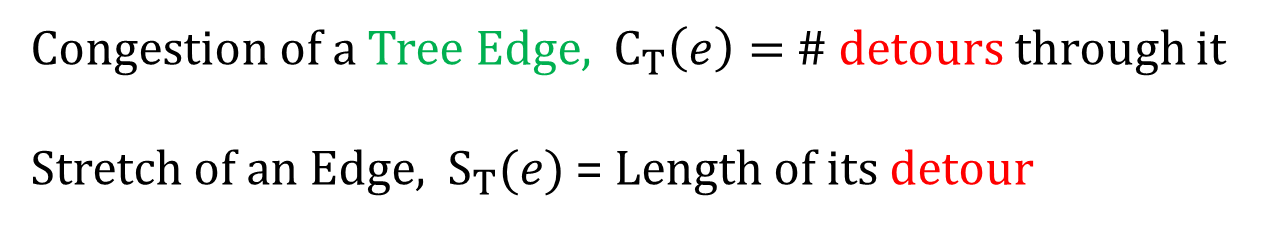 Congestion of a Tree Edge, C_T(e) = # detours through it
Stretch of an Edge, S_T(e) = Length of its detour